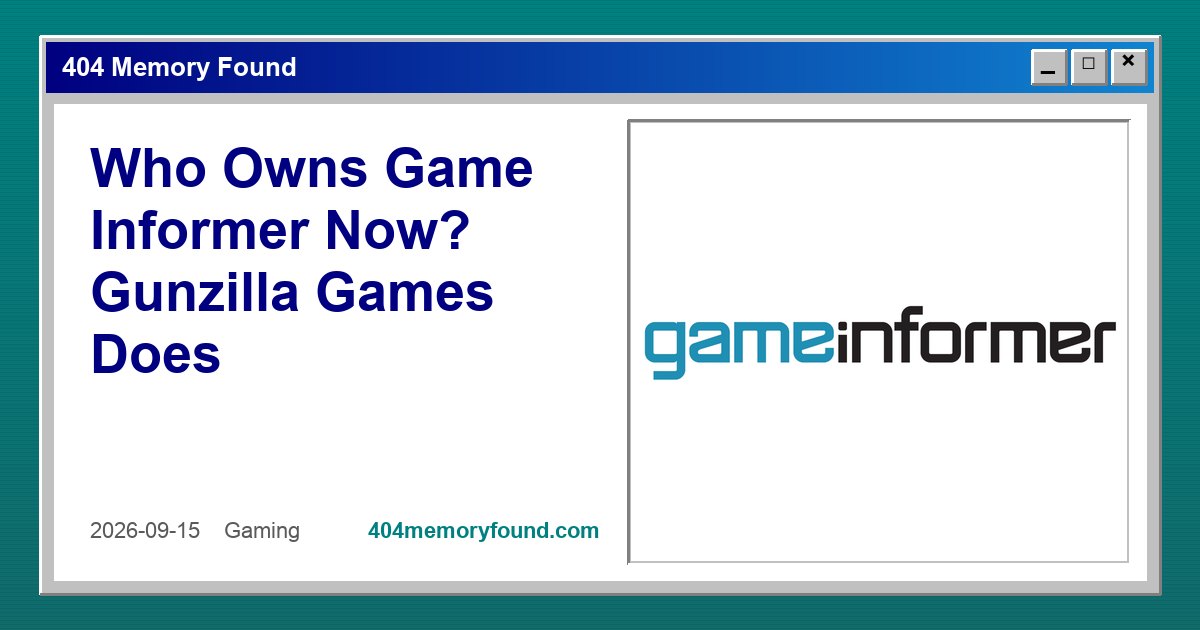 404 Memory Found
Who Owns Game
Informer Now?
Gunzilla Games
Does
gameinformer
2026-09-15 Gaming 404memoryfound.com